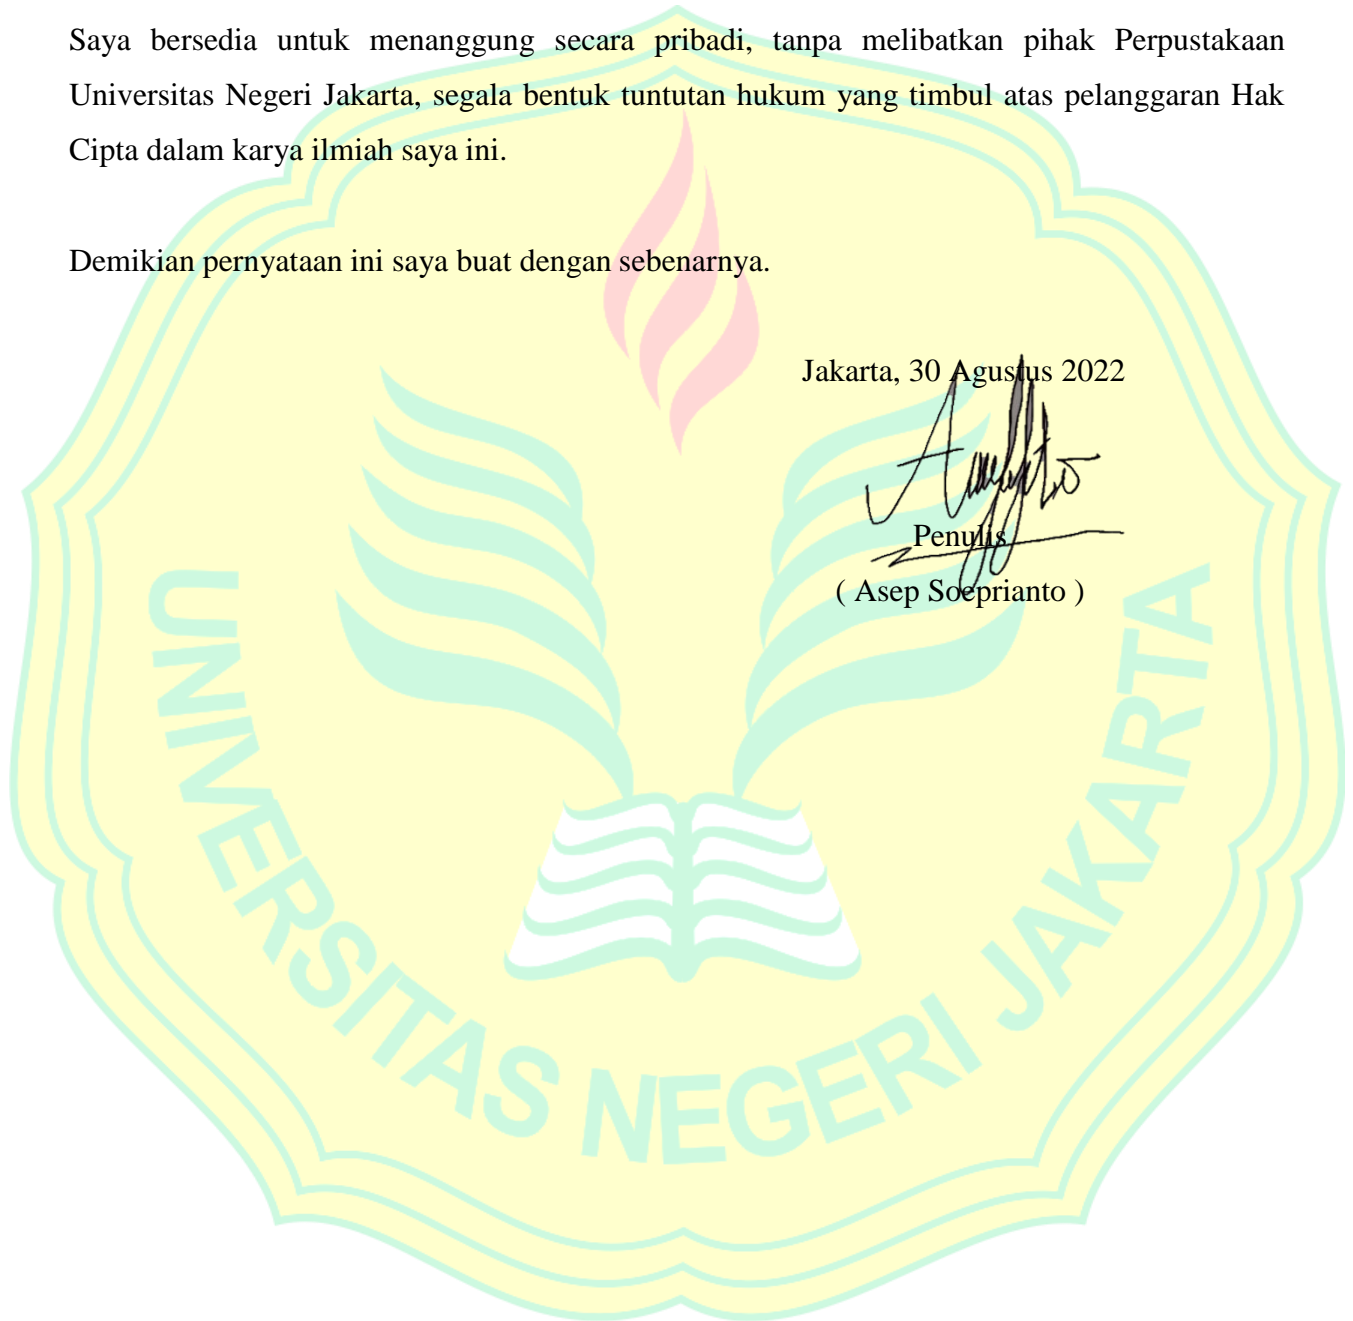 Saya bersedia untuk menanggung secara pribadi, tanpa melibatkan pihak Perpustakaan
Universitas Negeri Jakarta, segala bentuk tuntutan hukum yang timbul atas pelanggaran Hak
Cipta dalam karya ilmiah saya ini.
Demikian pernyataan ini saya buat dengan sebenarnya.
Jakarta, 30 Agustus 2022
Penulis
( Asep Soeprianto )
UNIVERSITAS NEGERI JAKARTA